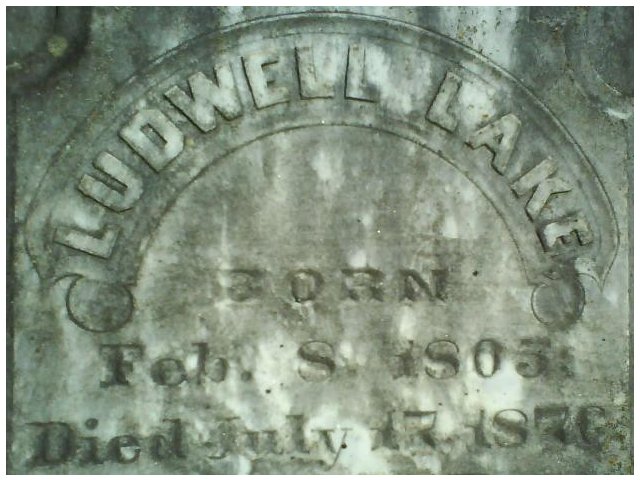 LUDWELL LAKE
BORN
Feb. 8. 1805.
Died July 17, 1876.